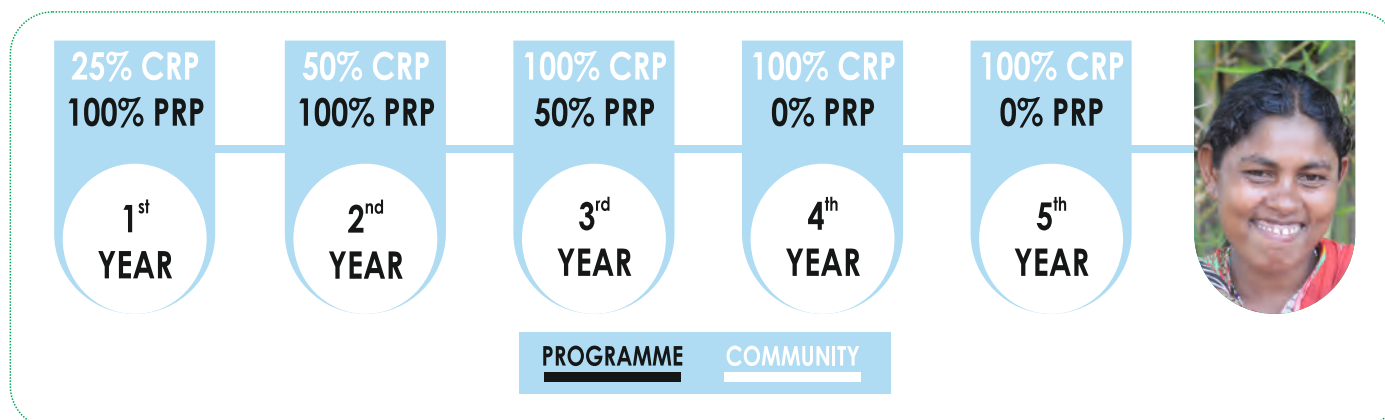 25% CRP
100% PRP
1st
YEAR
50% CRP
100% PRP
2nd
YEAR
100% CRP
50% PRP
3rd
YEAR
100% CRP
0% PRP
4th
YEAR
100% CRP
0% PRP
5th
YEAR
PROGRAMME COMMUNITY